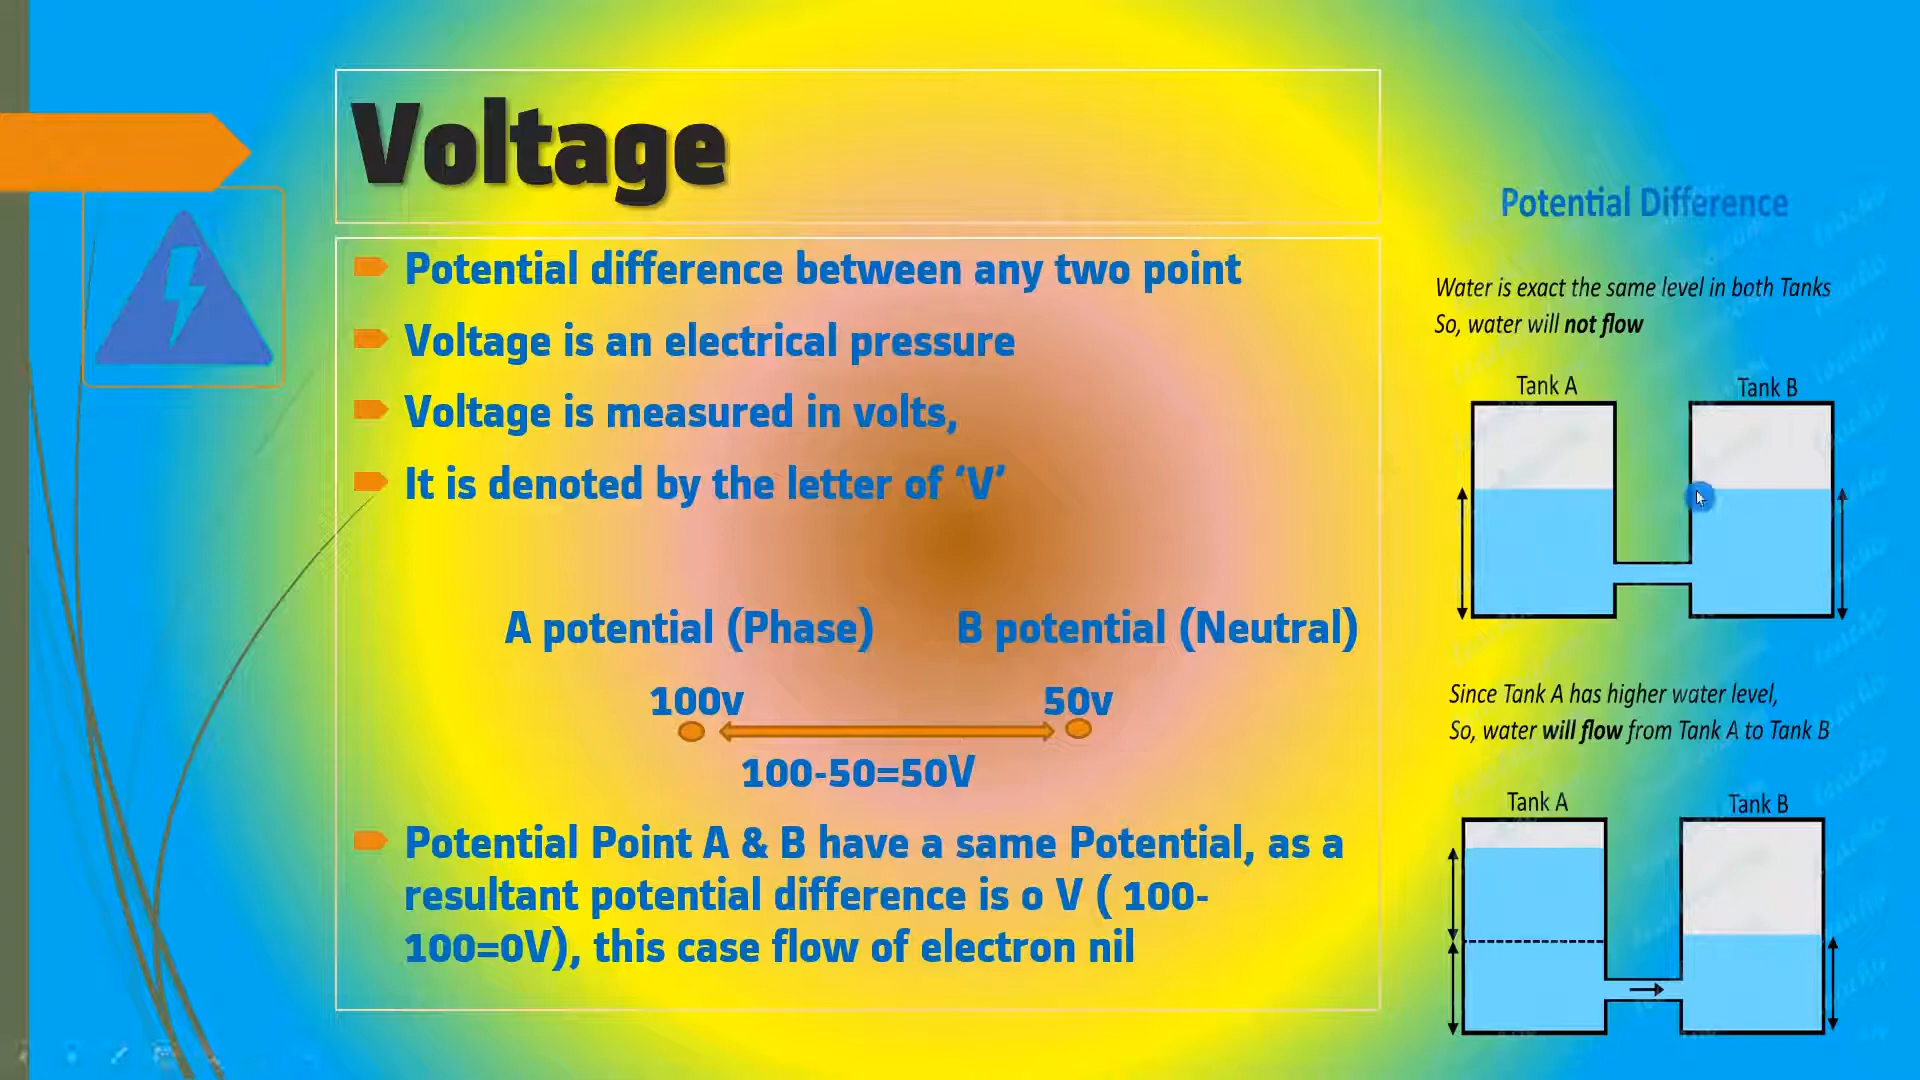 Voltage
Potential difference between any two point
Voltage is an electrical pressure
Voltage is measured in volts,
It is denoted by the letter of ‘V’
A potential (Phase) B potential (Neutral)
100v 50v
100-50=50V
Potential Point A & B have a same Potential, as a
resultant potential difference is o V ( 100-
100=0V), this case flow of electron nil
Potential Difference
Water is exact the same level in both Tanks
So, water will not flow
Tank A Tank B
Since Tank A has higher water level,
So, water will flow from Tank A to Tank B
Tank A Tank B